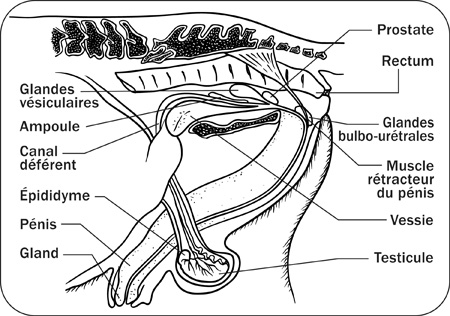 Prostate
Rectum
Glandes
vésiculaires
Ampoule
Canal
déférent
Glandes
bulbo-urétrales
Muscle
rétracteur
du pénis
Épididyme
Pénis
Vessie
Gland
Testicule